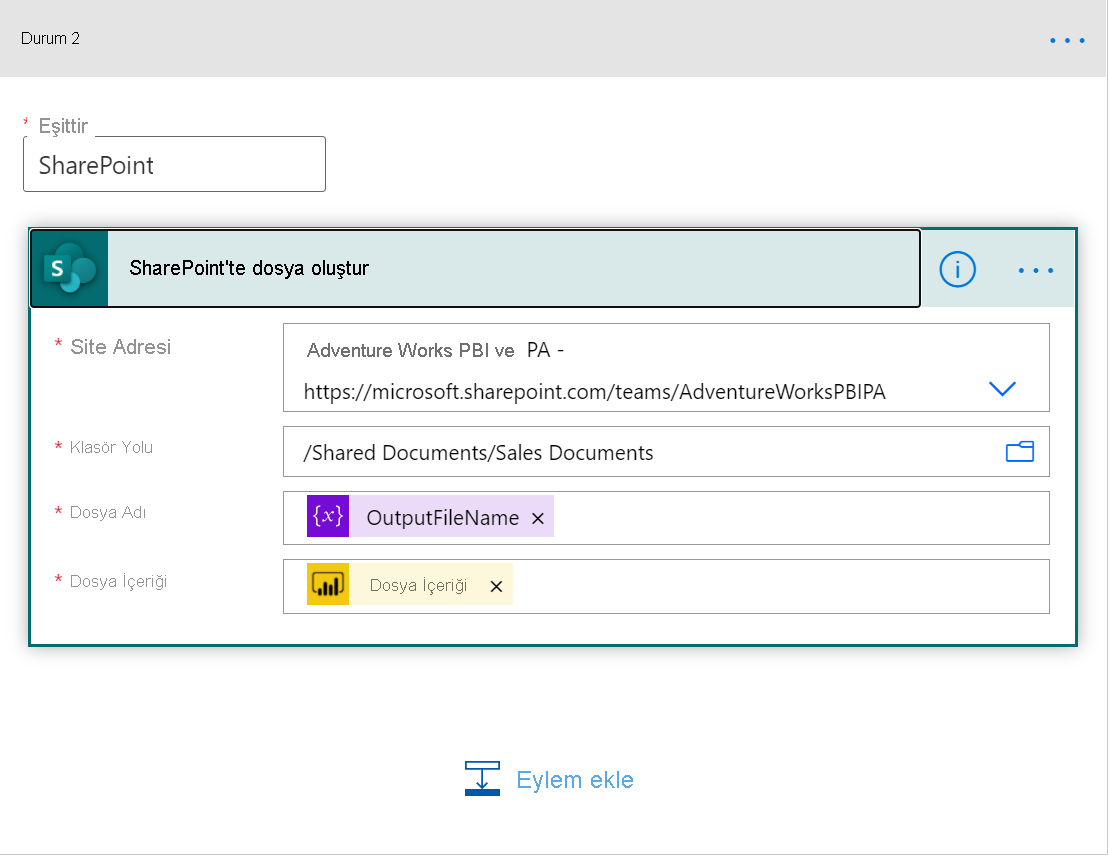 Durum 2
* Eşittir
SharePoint
SharePoint'te dosya oluştur
* Site Adresi
Adventure Works PBI ve PA -
https://microsoft.sharepoint.com/teams/AdventureWorksPBIPA
* Klasör Yolu
/Shared Documents/Sales Documents
* Dosya Adı
{x} OutputFileName ×
* Dosya İçeriği
Dosya İçeriği ×
Eylem ekle